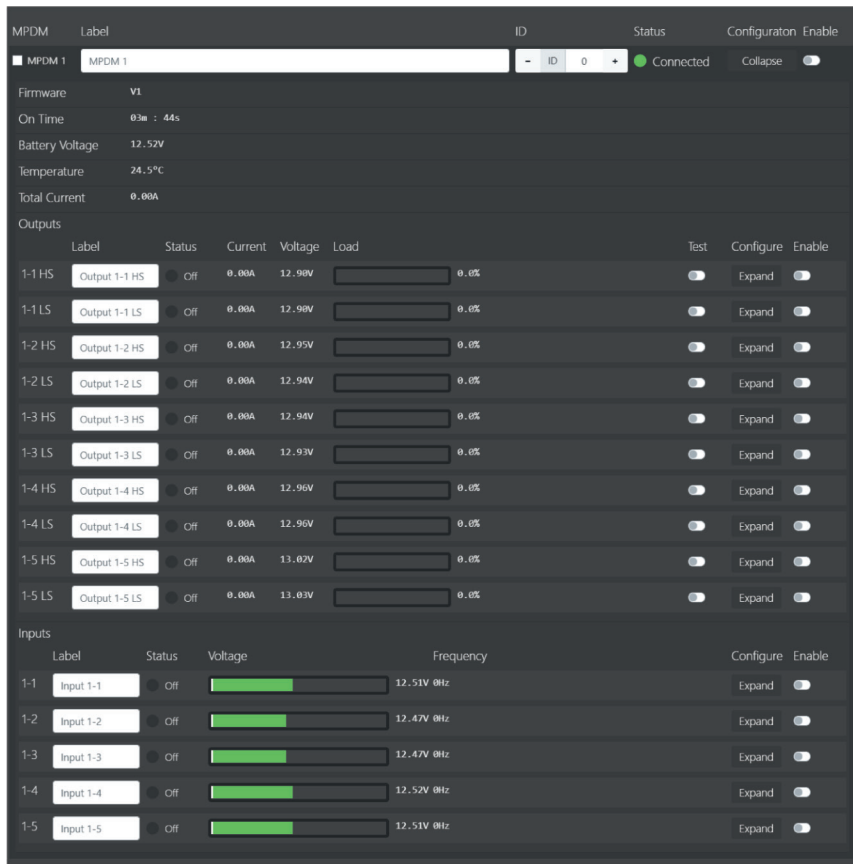 MPDM Label ID Status Configuraton Enable
MPDM 1 MPDM 1 - ID 0 + Connected Collapse
Firmware V1
On Time 03m : 44s
Battery Voltage 12.52V
Temperature 24.5°C
Total Current 0.00A
Outputs
Label Status Current Voltage Load Test Configure Enable
1-1 HS Output 1-1 HS Off 0.00A 12.90V 0.0% Expand
1-1 LS Output 1-1 LS Off 0.00A 12.90V 0.0% Expand
1-2 HS Output 1-2 HS Off 0.00A 12.95V 0.0% Expand
1-2 LS Output 1-2 LS Off 0.00A 12.94V 0.0% Expand
1-3 HS Output 1-3 HS Off 0.00A 12.94V 0.0% Expand
1-3 LS Output 1-3 LS Off 0.00A 12.93V 0.0% Expand
1-4 HS Output 1-4 HS Off 0.00A 12.96V 0.0% Expand
1-4 LS Output 1-4 LS Off 0.00A 12.96V 0.0% Expand
1-5 HS Output 1-5 HS Off 0.00A 13.02V 0.0% Expand
1-5 LS Output 1-5 LS Off 0.00A 13.03V 0.0% Expand
Inputs
Label Status Voltage Frequency Configure Enable
1-1 Input 1-1 Off 12.51V 0Hz Expand
1-2 Input 1-2 Off 12.47V 0Hz Expand
1-3 Input 1-3 Off 12.47V 0Hz Expand
1-4 Input 1-4 Off 12.52V 0Hz Expand
1-5 Input 1-5 Off 12.51V 0Hz Expand